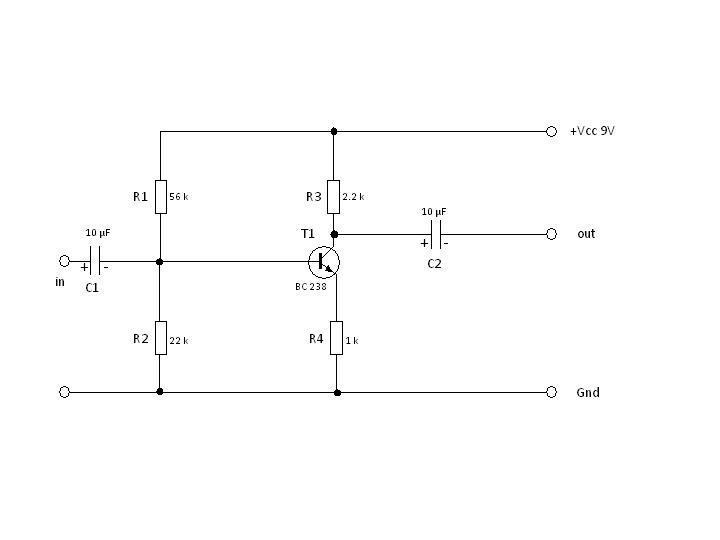 +Vcc 9V
R1 56 k
R3 2.2 k
10 µF
T1
out
10 µF
+ -
+ -
C2
in
C1
BC 238
R2 22 k
R4 1 k
Gnd